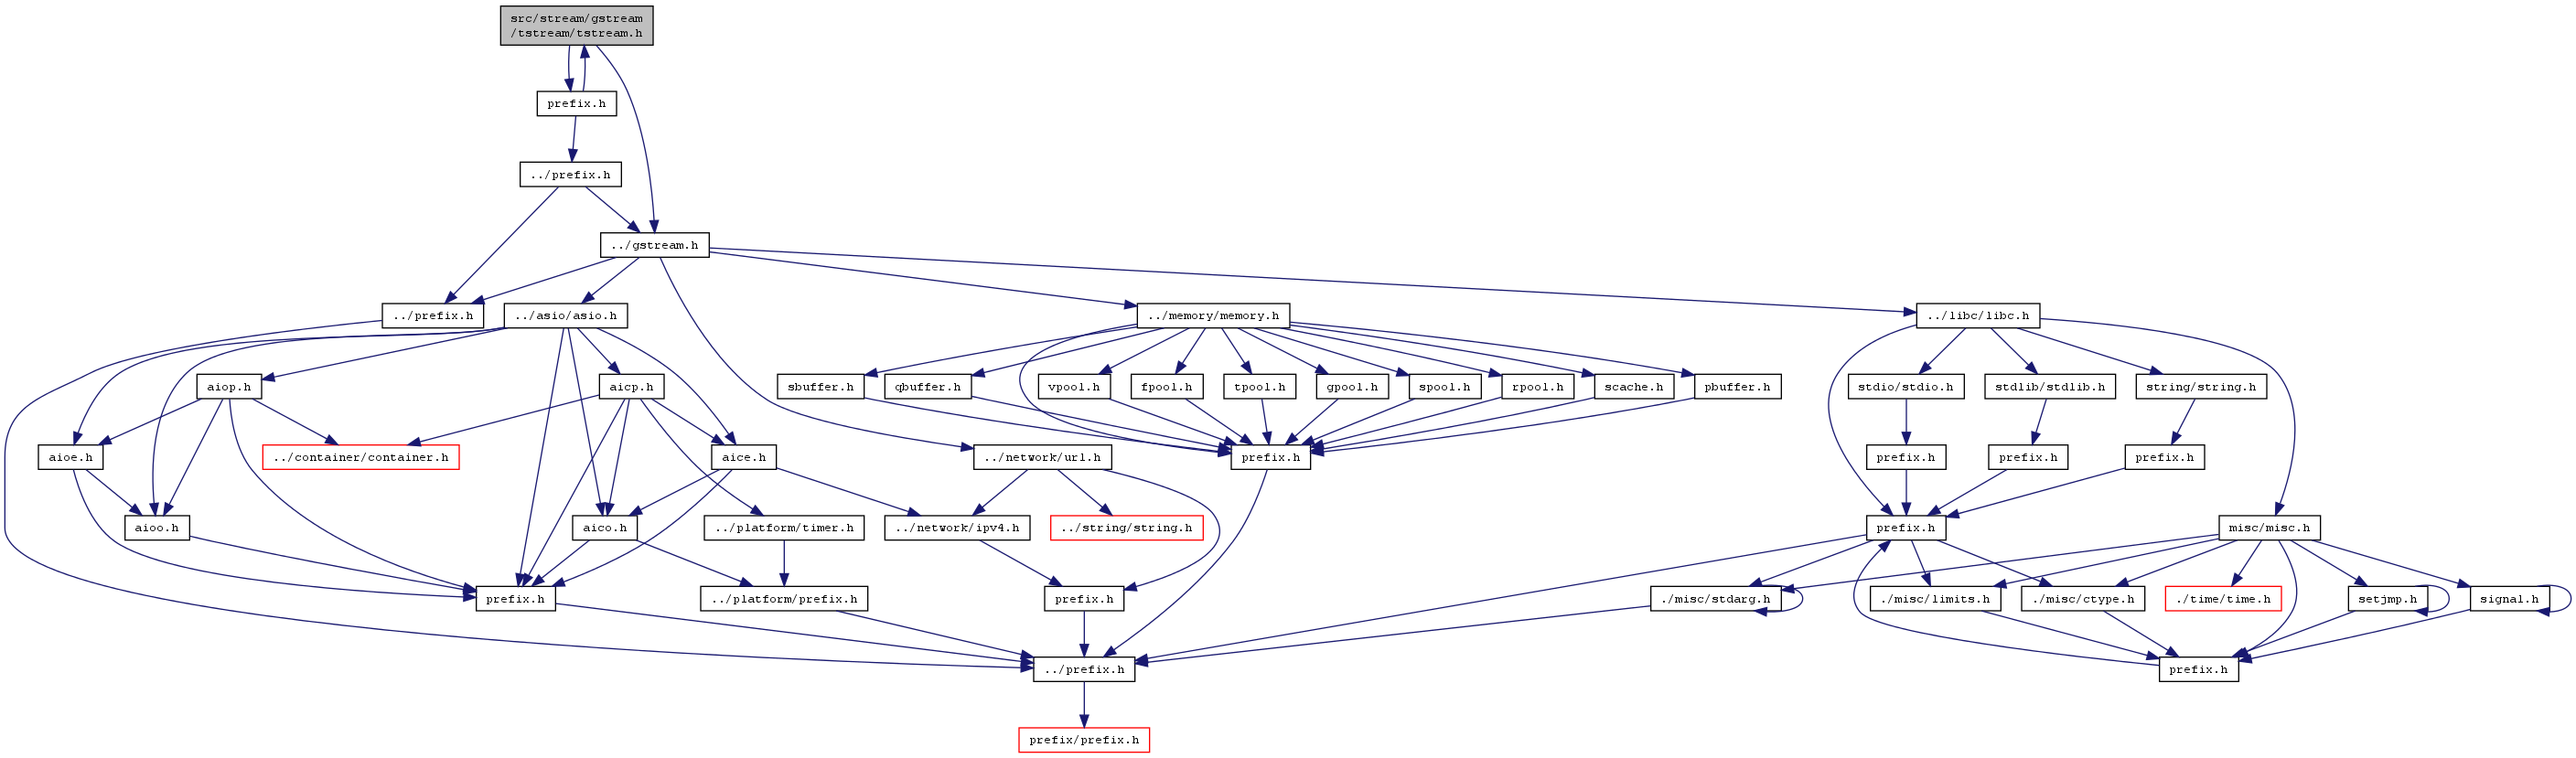 src/stream/gstream
/tstream/tstream.h
prefix.h
../prefix.h
../gstream.h
../prefix.h
../asio/asio.h
../memory/memory.h
../libc/libc.h
aiop.h
aicp.h
sbuffer.h
qbuffer.h
vpool.h
fpool.h
tpool.h
gpool.h
spool.h
rpool.h
scache.h
pbuffer.h
stdio/stdio.h
stdlib/stdlib.h
string/string.h
aioe.h
../container/container.h
aice.h
../network/url.h
prefix.h
prefix.h
prefix.h
prefix.h
aioo.h
aico.h
../platform/timer.h
../network/ipv4.h
../string/string.h
prefix.h
misc/misc.h
prefix.h
../platform/prefix.h
prefix.h
./misc/stdarg.h
./misc/limits.h
./misc/ctype.h
./time/time.h
setjmp.h
signal.h
../prefix.h
prefix.h
prefix/prefix.h